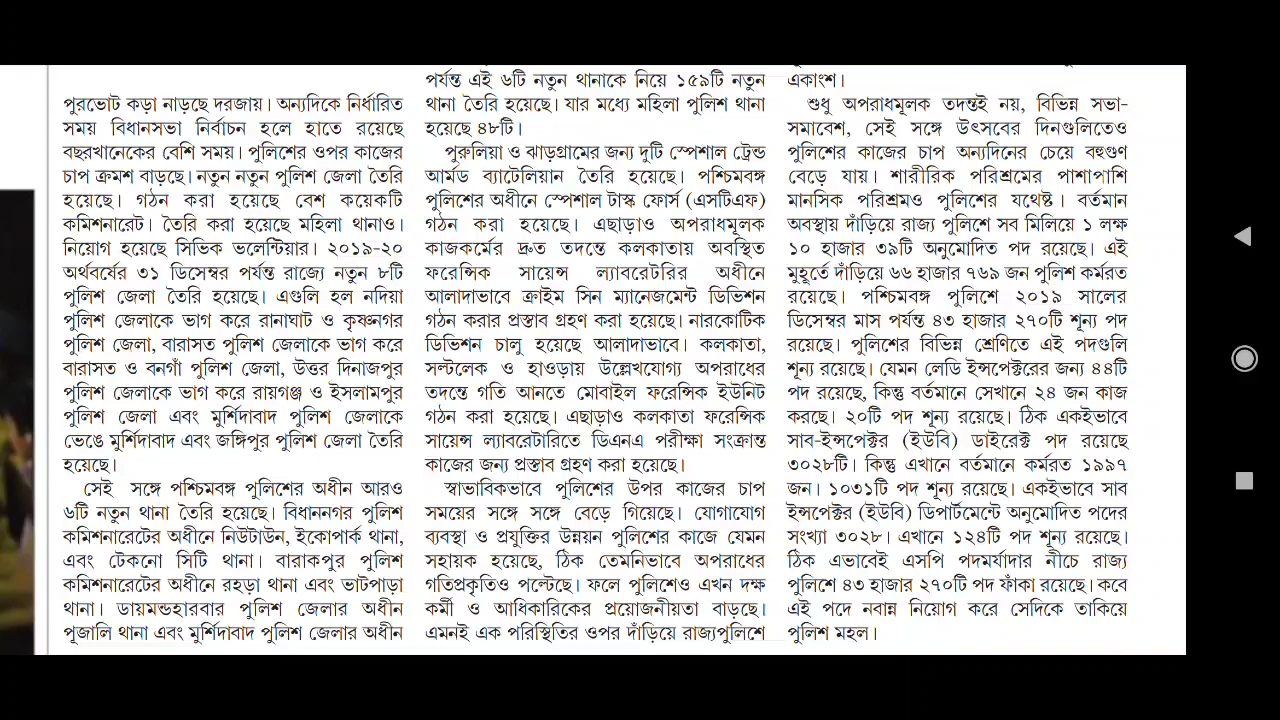 পুরভোট কড়া নাড়ছে দরজায়। অন্যদিকে নির্ধারিত
সময় বিধানসভা নির্বাচন হলে হাতে রয়েছে
বছরখানেকের বেশি সময়। পুলিশের ওপর কাজের
চাপ ক্রমশ বাড়ছে। নতুন নতুন পুলিশ জেলা তৈরি
হয়েছে। গঠন করা হয়েছে বেশ কয়েকটি
কমিশনারেট। তৈরি করা হয়েছে মহিলা থানাও।
নিয়োগ হয়েছে সিভিক ভলেন্টিয়ার। ২০১৯-২০
অর্থবর্ষের ৩১ ডিসেম্বর পর্যন্ত রাজ্যে নতুন ৮টি
পুলিশ জেলা তৈরি হয়েছে। এগুলি হল নদিয়া
পুলিশ জেলাকে ভাগ করে রানাঘাট ও কৃষ্ণনগর
পুলিশ জেলা, বারাসত পুলিশ জেলাকে ভাগ করে
বারাসত ও বনগাঁ পুলিশ জেলা, উত্তর দিনাজপুর
পুলিশ জেলাকে ভাগ করে রায়গঞ্জ ও ইসলামপুর
পুলিশ জেলা এবং মুর্শিদাবাদ পুলিশ জেলাকে
ভেঙে মুর্শিদাবাদ এবং জঙ্গিপুর পুলিশ জেলা তৈরি
হয়েছে।
সেই সঙ্গে পশ্চিমবঙ্গ পুলিশের অধীন আরও
৬টি নতুন থানা তৈরি হয়েছে। বিধাননগর পুলিশ
কমিশনারেটের অধীনে নিউটাউন, ইকোপার্ক থানা,
এবং টেকনো সিটি থানা। বারাকপুর পুলিশ
কমিশনারেটের অধীনে রহড়া থানা এবং ভাটপাড়া
থানা। ডায়মন্ডহারবার পুলিশ জেলার অধীন
পূজালি থানা এবং মুর্শিদাবাদ পুলিশ জেলার অধীন
পর্যন্ত এই ৬টি নতুন থানাকে নিয়ে ১৫৯টি নতুন
থানা তৈরি হয়েছে। যার মধ্যে মহিলা পুলিশ থানা
হয়েছে ৪৮টি।
পুরুলিয়া ও ঝাড়গ্রামের জন্য দুটি স্পেশাল ট্রেন্ড
আর্মড ব্যাটেলিয়ান তৈরি হয়েছে। পশ্চিমবঙ্গ
পুলিশের অধীনে স্পেশাল টাস্ক ফোর্স (এসটিএফ)
গঠন করা হয়েছে। এছাড়াও অপরাধমূলক
কাজকর্মের দ্রুত তদন্তে কলকাতায় অবস্থিত
ফরেন্সিক সায়েন্স ল্যাবরেটরির অধীনে
আলাদাভাবে ক্রাইম সিন ম্যানেজমেন্ট ডিভিশন
গঠন করার প্রস্তাব গ্রহণ করা হয়েছে। নারকোটিক
ডিভিশন চালু হয়েছে আলাদাভাবে। কলকাতা,
সল্টলেক ও হাওড়ায় উল্লেখযোগ্য অপরাধের
তদন্তে গতি আনতে মোবাইল ফরেন্সিক ইউনিট
গঠন করা হয়েছে। এছাড়াও কলকাতা ফরেন্সিক
সায়েন্স ল্যাবরেটারিতে ডিএনএ পরীক্ষা সংক্রান্ত
কাজের জন্য প্রস্তাব গ্রহণ করা হয়েছে।
স্বাভাবিকভাবে পুলিশের উপর কাজের চাপ
সময়ের সঙ্গে সঙ্গে বেড়ে গিয়েছে। যোগাযোগ
ব্যবস্থা ও প্রযুক্তির উন্নয়ন পুলিশের কাজে যেমন
সহায়ক হয়েছে, ঠিক তেমনিভাবে অপরাধের
গতিপ্রকৃতিও পল্টেছে। ফলে পুলিশেও এখন দক্ষ
কর্মী ও আধিকারিকের প্রয়োজনীয়তা বাড়ছে।
এমনই এক পরিস্থিতির ওপর দাঁড়িয়ে রাজ্যপুলিশে
একাংশ।
শুধু অপরাধমূলক তদন্তই নয়, বিভিন্ন সভা-
সমাবেশ, সেই সঙ্গে উৎসবের দিনগুলিতেও
পুলিশের কাজের চাপ অন্যদিনের চেয়ে বহুগুণ
বেড়ে যায়। শারীরিক পরিশ্রমের পাশাপাশি
মানসিক পরিশ্রমও পুলিশের যথেষ্ট। বর্তমান
অবস্থায় দাঁড়িয়ে রাজ্য পুলিশে সব মিলিয়ে ১ লক্ষ
১০ হাজার ৩৯টি অনুমোদিত পদ রয়েছে। এই
মুহূর্তে দাঁড়িয়ে ৬৬ হাজার ৭৬৯ জন পুলিশ কর্মরত
রয়েছে। পশ্চিমবঙ্গ পুলিশে ২০১৯ সালের
ডিসেম্বর মাস পর্যন্ত ৪৩ হাজার ২৭০টি শূন্য পদ
রয়েছে। পুলিশের বিভিন্ন শ্রেণিতে এই পদগুলি
শূন্য রয়েছে। যেমন লেডি ইন্সপেক্টরের জন্য ৪৪টি
পদ রয়েছে, কিন্তু বর্তমানে সেখানে ২৪ জন কাজ
করছে। ২০টি পদ শূন্য রয়েছে। ঠিক একইভাবে
সাব-ইন্সপেক্টর (ইউবি) ডাইরেক্ট পদ রয়েছে
৩০২৮টি। কিন্তু এখানে বর্তমানে কর্মরত ১৯৯৭
জন। ১০৩১টি পদ শূন্য রয়েছে। একইভাবে সাব
ইন্সপেক্টর (ইউবি) ডিপার্টমেন্টে অনুমোদিত পদের
সংখ্যা ৩০২৮। এখানে ১২৪টি পদ শূন্য রয়েছে।
ঠিক এভাবেই এসপি পদমর্যাদার নীচে রাজ্য
পুলিশে ৪৩ হাজার ২৭০টি পদ ফাঁকা রয়েছে। কবে
এই পদে নবান্ন নিয়োগ করে সেদিকে তাকিয়ে
পুলিশ মহল।